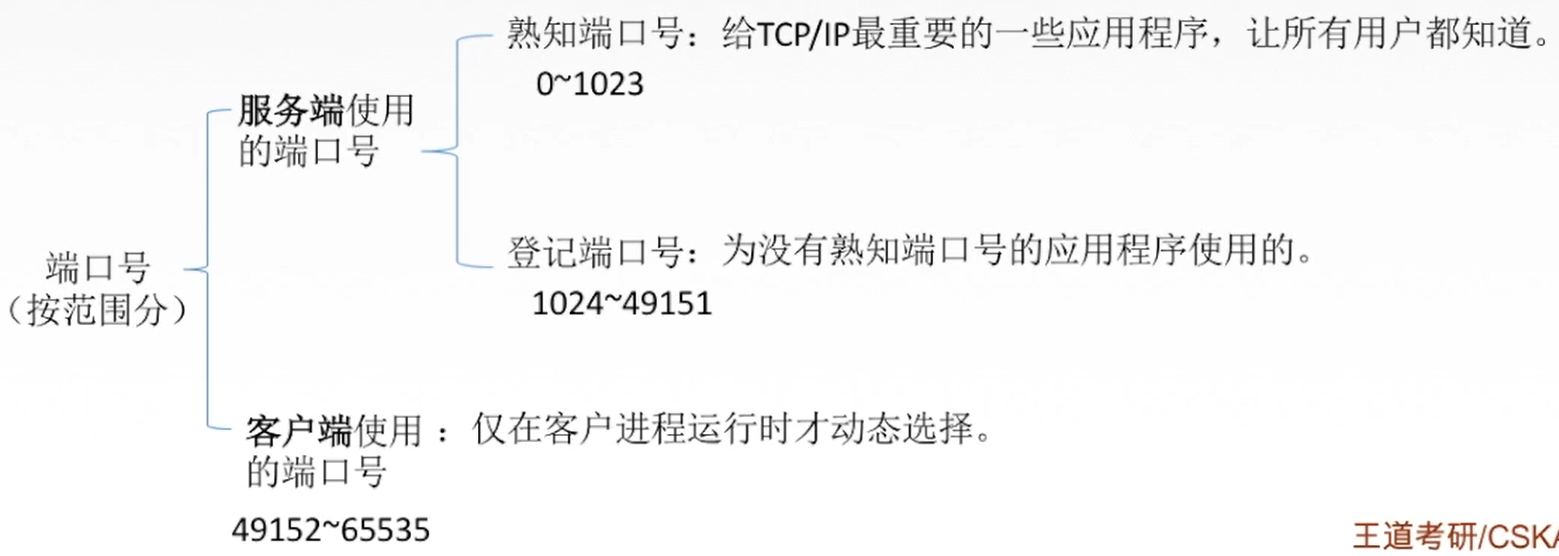 熟知端口号：给TCP/IP最重要的一些应用程序，让所有用户都知道。
0~1023
服务端使用
的端口号
登记端口号：为没有熟知端口号的应用程序使用的。
1024~49151
端口号
（按范围分）
客户端使用：仅在客户进程运行时才动态选择。
的端口号
49152~65535
王道考研/CSKA